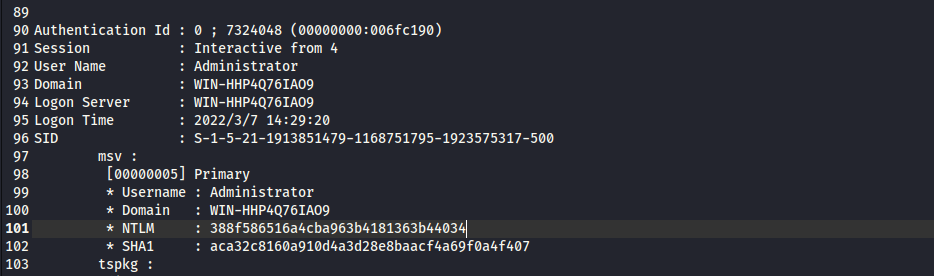 89
90 Authentication Id : 0 ; 7324048 (00000000:006fc190)
91 Session           : Interactive from 4
92 User Name         : Administrator
93 Domain            : WIN-HHP4Q76IAO9
94 Logon Server      : WIN-HHP4Q76IAO9
95 Logon Time        : 2022/3/7 14:29:20
96 SID               : S-1-5-21-1913851479-1168751795-1923575317-500
97         msv :
98          [00000005] Primary
99          * Username : Administrator
100          * Domain   : WIN-HHP4Q76IAO9
101          * NTLM     : 388f586516a4cba963b4181363b44034
102          * SHA1     : aca32c8160a910d4a3d28e8baacf4a69f0a4f407
103         tspkg :